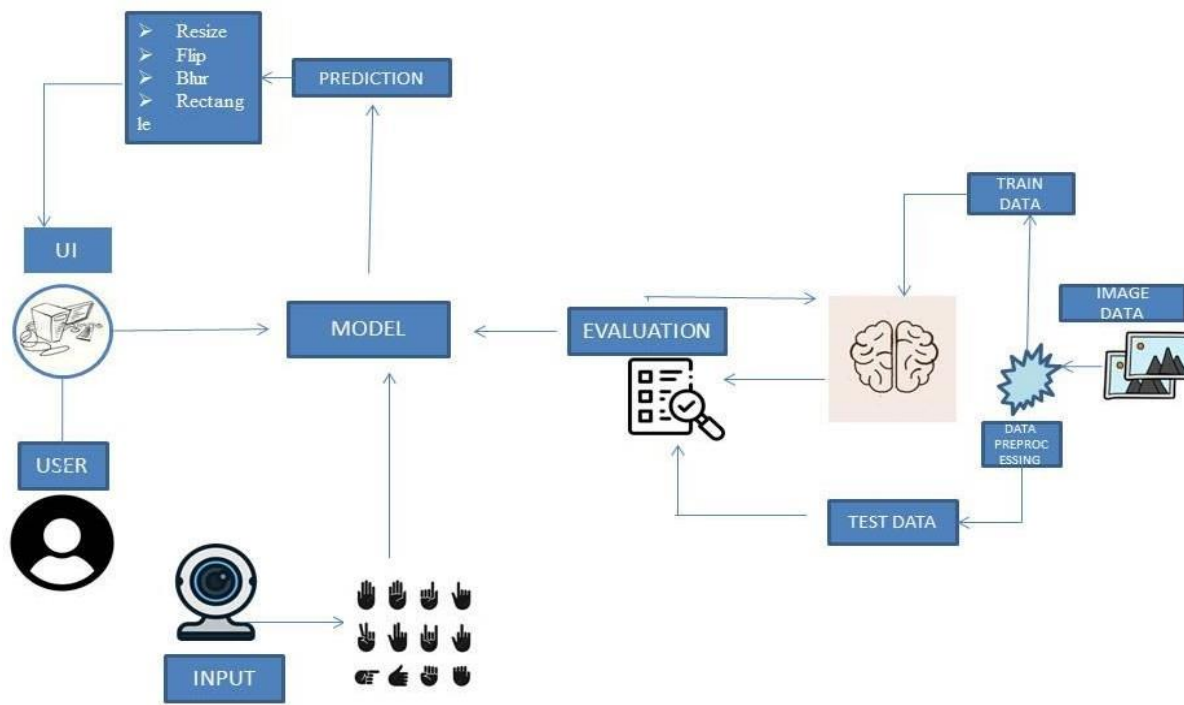 Resize
Flip
Blur
Rectang
le
PREDICTION
TRAIN
DATA
UI
IMAGE
DATA
MODEL
EVALUATION
DATA
PREPROC
ESSING
USER
TEST DATA
INPUT